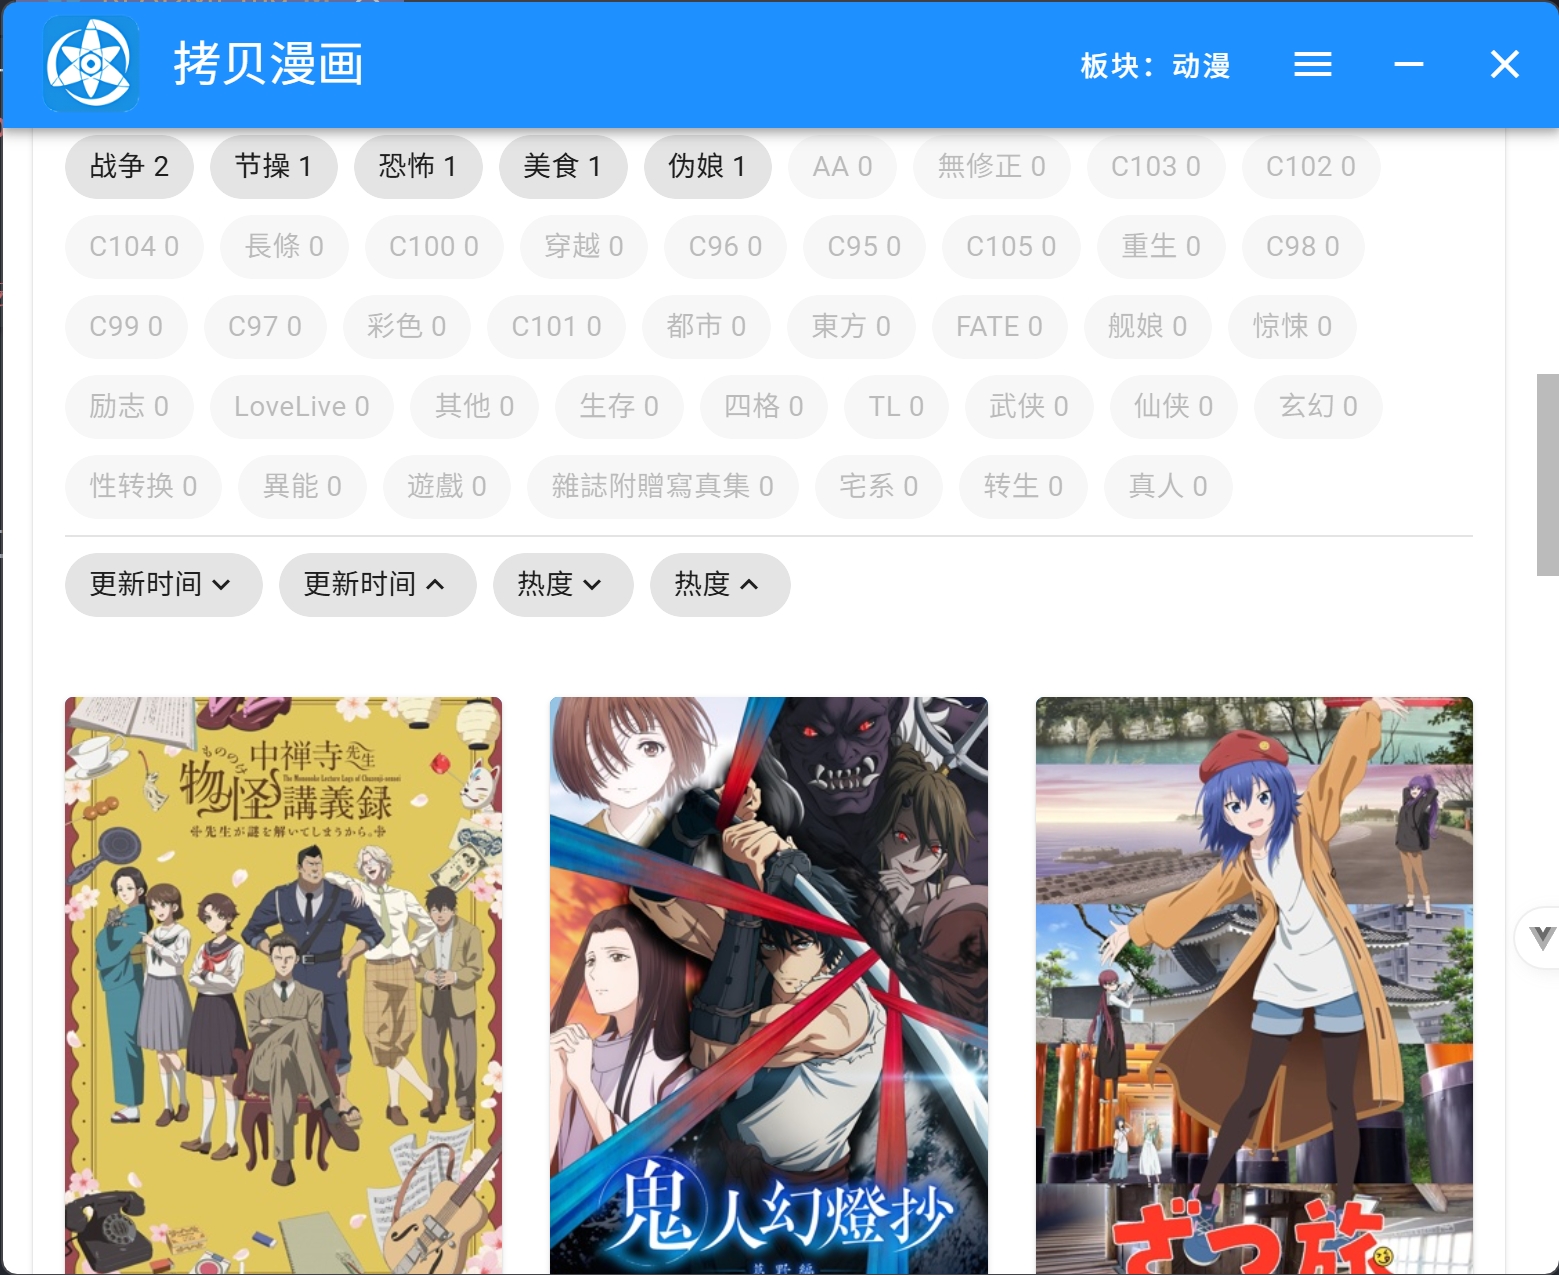 拷贝漫画
板块：动漫
战争 2 节操 1 恐怖 1 美食 1 伪娘 1 AA 0 無修正 0 C103 0 C102 0
C104 0 長條 0 C100 0 穿越 0 C96 0 C95 0 C105 0 重生 0 C98 0
C99 0 C97 0 彩色 0 C101 0 都市 0 東方 0 FATE 0 舰娘 0 惊悚 0
励志 0 LoveLive 0 其他 0 生存 0 四格 0 TL 0 武侠 0 仙侠 0 玄幻 0
性转换 0 異能 0 遊戲 0 雜誌附贈寫真集 0 宅系 0 转生 0 真人 0
更新时间 更新时间 热度 热度
中禅寺先生
もののけ
The Mononoke Lecture Logs of Chuzenji-sensei
物怪講義録
先生が謎を解いてしまうから。
鬼人幻燈抄
葛野編
ざつ旅